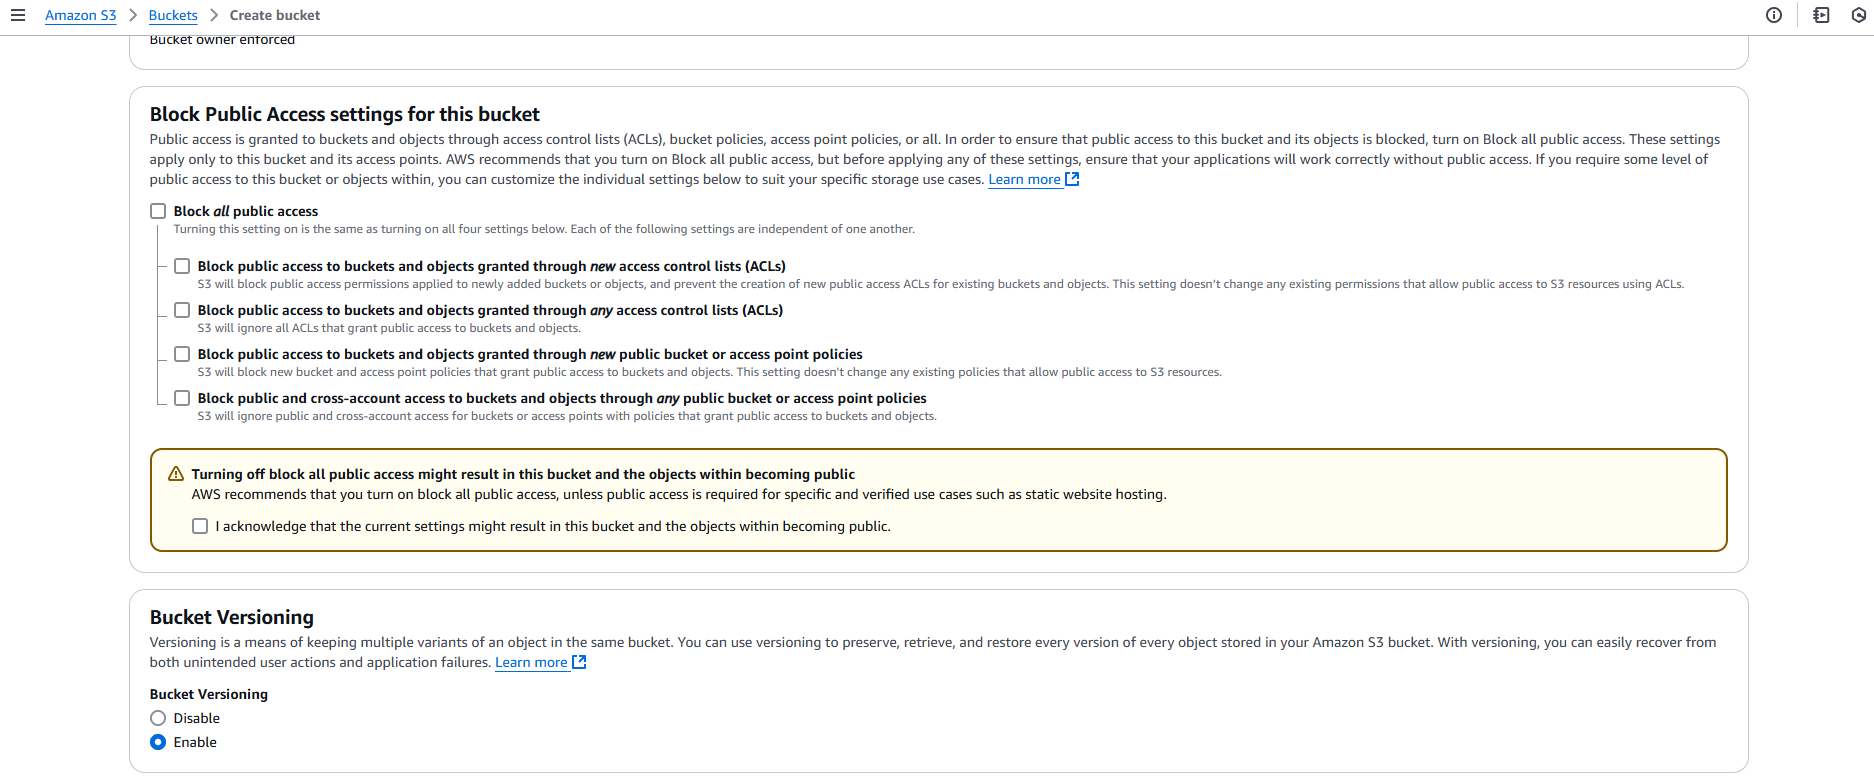 Amazon S3 > Buckets > Create bucket
Bucket owner enforced
Block Public Access settings for this bucket
Public access is granted to buckets and objects through access control lists (ACLs), bucket policies, access point policies, or all. In order to ensure that public access to this bucket and its objects is blocked, turn on Block all public access. These settings
apply only to this bucket and its access points. AWS recommends that you turn on Block all public access, but before applying any of these settings, ensure that your applications will work correctly without public access. If you require some level of
public access to this bucket or objects within, you can customize the individual settings below to suit your specific storage use cases. Learn more
Block all public access
Turning this setting on is the same as turning on all four settings below. Each of the following settings are independent of one another.
Block public access to buckets and objects granted through new access control lists (ACLs)
S3 will block public access permissions applied to newly added buckets or objects, and prevent the creation of new public access ACLs for existing buckets and objects. This setting doesn't change any existing permissions that allow public access to S3 resources using ACLs.
Block public access to buckets and objects granted through any access control lists (ACLs)
S3 will ignore all ACLs that grant public access to buckets and objects.
Block public access to buckets and objects granted through new public bucket or access point policies
S3 will block new bucket and access point policies that grant public access to buckets and objects. This setting doesn't change any existing policies that allow public access to S3 resources.
Block public and cross-account access to buckets and objects through any public bucket or access point policies
S3 will ignore public and cross-account access for buckets or access points with policies that grant public access to buckets and objects.
Turning off block all public access might result in this bucket and the objects within becoming public
AWS recommends that you turn on block all public access, unless public access is required for specific and verified use cases such as static website hosting.
I acknowledge that the current settings might result in this bucket and the objects within becoming public.
Bucket Versioning
Versioning is a means of keeping multiple variants of an object in the same bucket. You can use versioning to preserve, retrieve, and restore every version of every object stored in your Amazon S3 bucket. With versioning, you can easily recover from
both unintended user actions and application failures. Learn more
Bucket Versioning
Disable
Enable